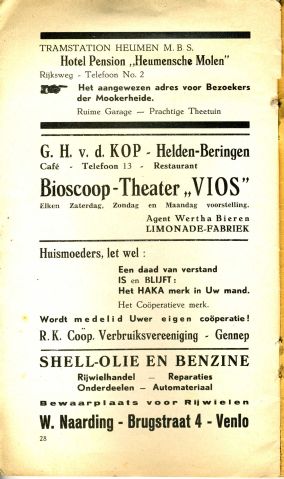 TRAMSTATION HEUMEN M.B.S.
Hotel Pension „Heumensche Molen"
Rijksweg - Telefoon No. 2
Het aangewezen adres voor Bezoekers
der Mookerheide.
Ruime Garage — Prachtige Theetuin
G. H. v. d. KOP - Helden-Beringen
Café - Telefoon 13 - Restaurant
Bioscoop-Theater „VIOS"
Elken Zaterdag, Zondag en Maandag voorstelling.
Agent Wertha Bieren
LIMONADE-FABRIEK
Huismoeders, let wel :
Een daad van verstand
IS en BLIJFT :
Het HAKA merk in Uw mand.
Het Coöperatieve merk.
Wordt medelid Uwer eigen coöperatie!
R. K. Coöp. Verbruiksvereeniging - Gennep
SHELL-OLIE EN BENZINE
Rijwielhandel — Reparaties
Onderdeelen - Automateriaal
Bewaarplaats voor Rijwielen
W. Naarding - Brugstraat 4 - Venlo
28